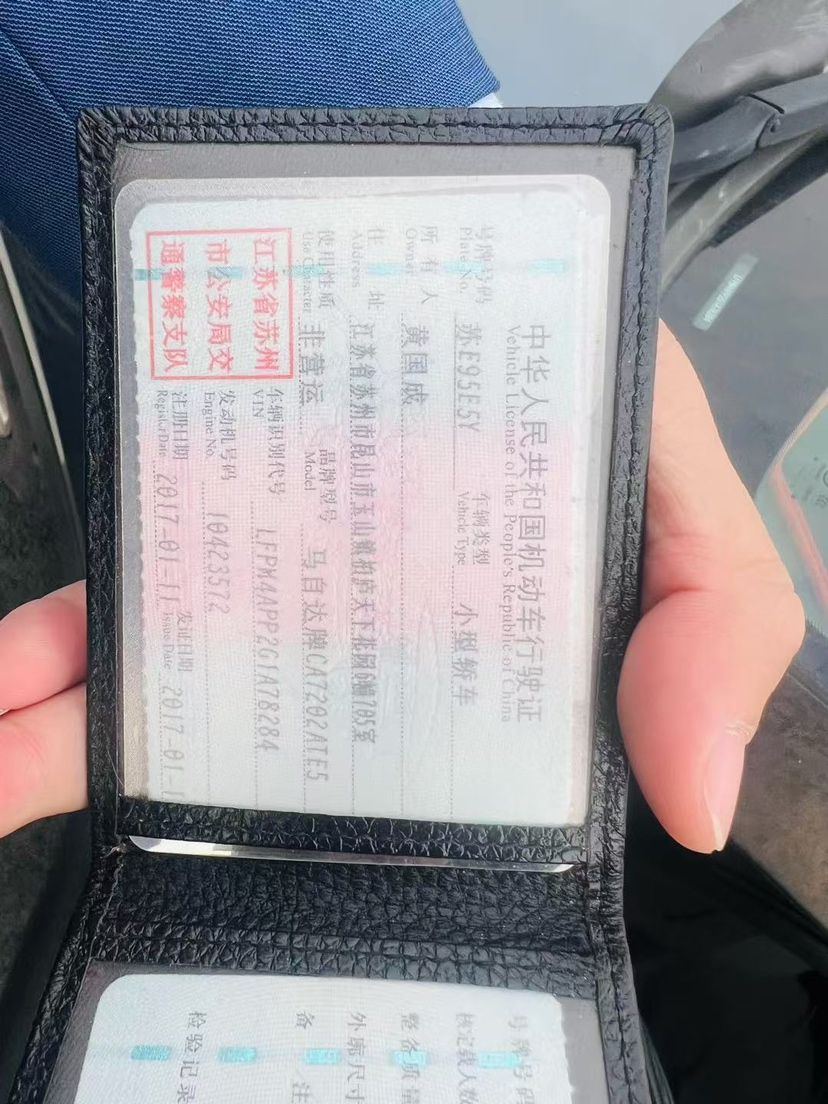 中华人民共和国机动车行驶证
Vehicle License of the People's Republic of China
号牌号码 苏E95E5Y 车辆类型 小型轿车
Plate No. Vehicle Type
所有人 黄国成
Owner
住址 江苏省苏州市昆山市玉山镇柏庐天下花园6幢705室
Address
使用性质 非营运 品牌型号 马自达牌CA7202ATE5
Use Character Model
江苏省苏州
市公安局交
通警察支队
车辆识别代号 LFPM4APP2G1A78284
VIN
发动机号码 10423572
Engine No.
注册日期 2017-01-11 发证日期 2017-01-1
Register Date Issue Date
号牌号码
核定载人数
整备质量
外廓尺寸
备注
检验记录